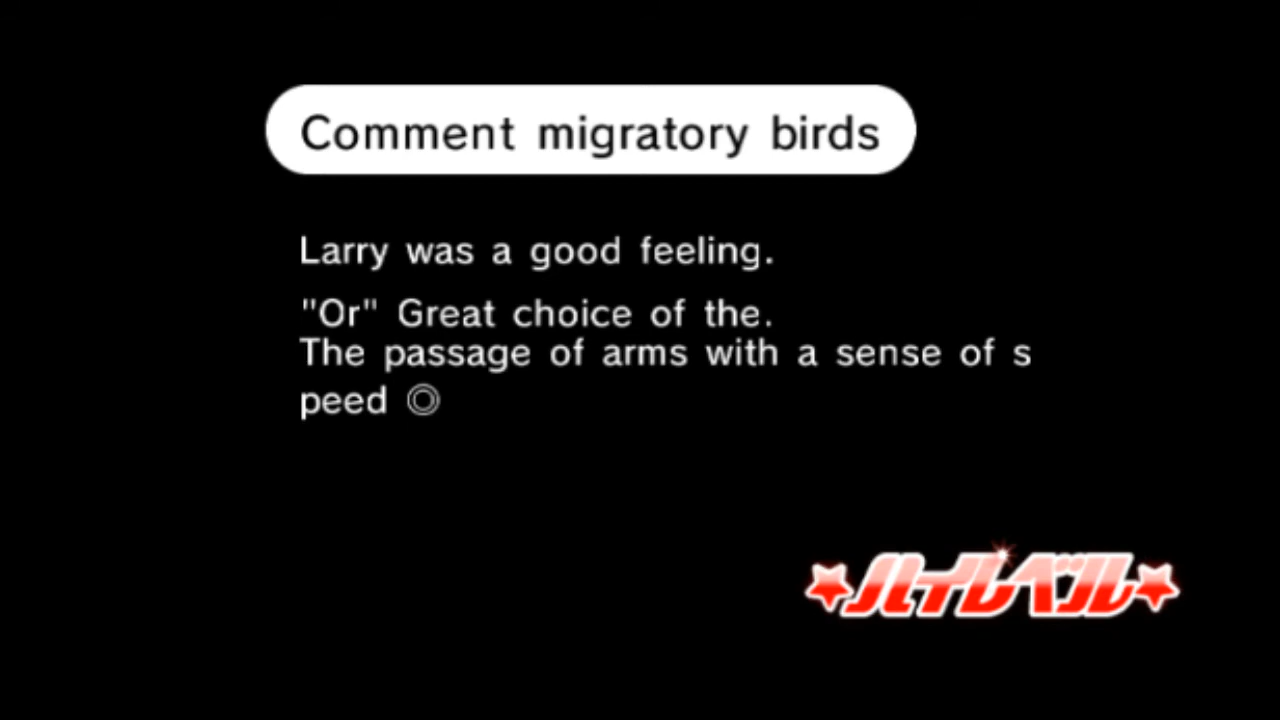 Comment migratory birds
Larry was a good feeling.
"Or" Great choice of the.
The passage of arms with a sense of s
peed ◎
★ハイレベル★